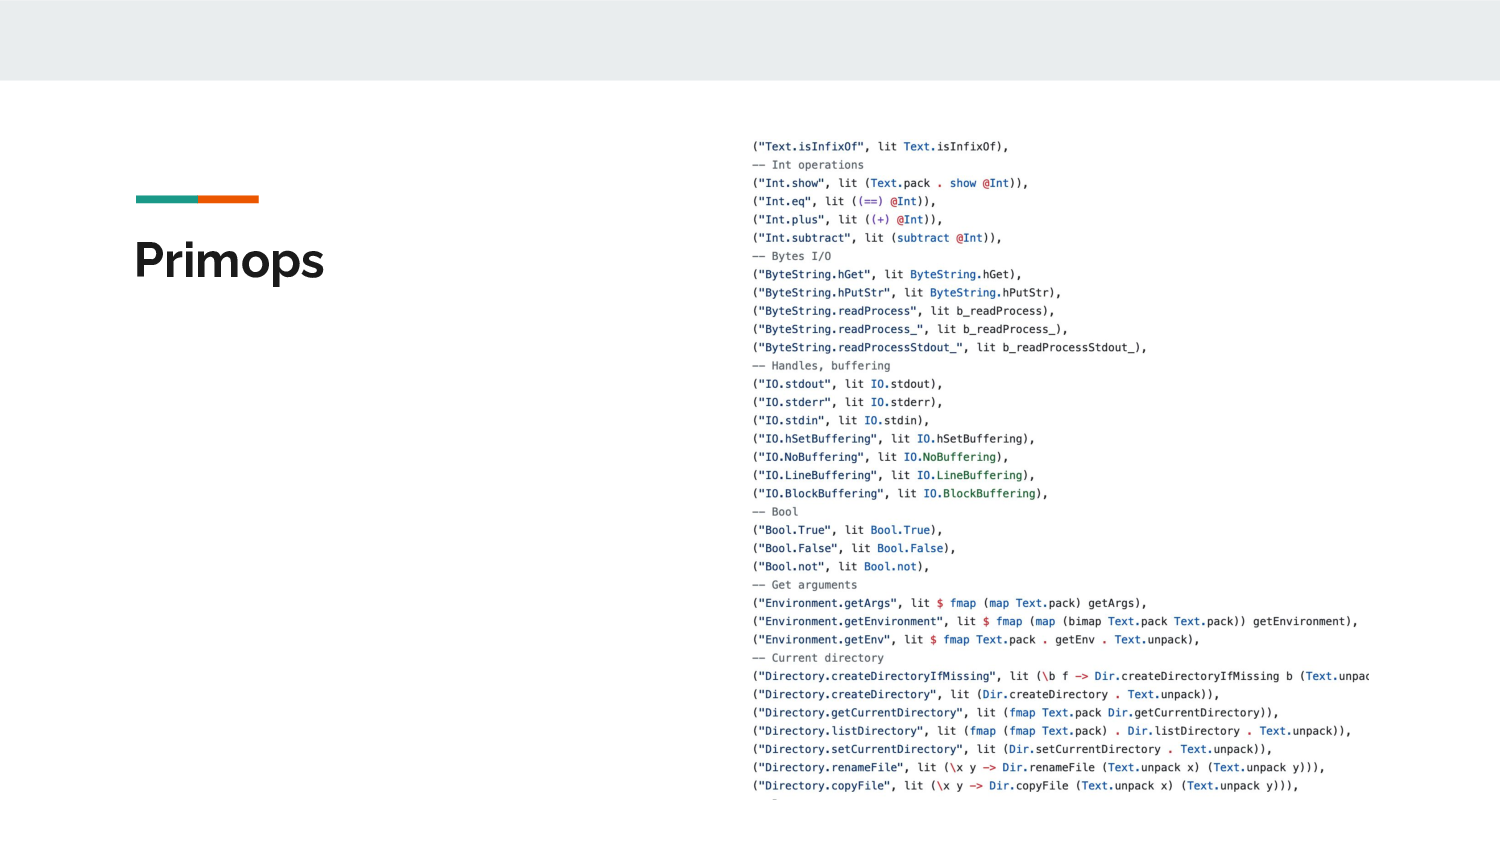 Primops
("Text.isInfixOf", lit Text.isInfixOf),
-- Int operations
("Int.show", lit (Text.pack . show @Int)),
("Int.eq", lit ((==) @Int)),
("Int.plus", lit ((+) @Int)),
("Int.subtract", lit (subtract @Int)),
-- Bytes I/O
("ByteString.hGet", lit ByteString.hGet),
("ByteString.hPutStr", lit ByteString.hPutStr),
("ByteString.readProcess", lit b_readProcess),
("ByteString.readProcess_", lit b_readProcess_),
("ByteString.readProcessStdout_", lit b_readProcessStdout_),
-- Handles, buffering
("IO.stdout", lit IO.stdout),
("IO.stderr", lit IO.stderr),
("IO.stdin", lit IO.stdin),
("IO.hSetBuffering", lit IO.hSetBuffering),
("IO.NoBuffering", lit IO.NoBuffering),
("IO.LineBuffering", lit IO.LineBuffering),
("IO.BlockBuffering", lit IO.BlockBuffering),
-- Bool
("Bool.True", lit Bool.True),
("Bool.False", lit Bool.False),
("Bool.not", lit Bool.not),
-- Get arguments
("Environment.getArgs", lit $ fmap (map Text.pack) getArgs),
("Environment.getEnvironment", lit $ fmap (map (bimap Text.pack Text.pack)) getEnvironment),
("Environment.getEnv", lit $ fmap Text.pack . getEnv . Text.unpack),
-- Current directory
("Directory.createDirectoryIfMissing", lit (\b f -> Dir.createDirectoryIfMissing b (Text.unpac
("Directory.createDirectory", lit (Dir.createDirectory . Text.unpack)),
("Directory.getCurrentDirectory", lit (fmap Text.pack Dir.getCurrentDirectory)),
("Directory.listDirectory", lit (fmap (fmap Text.pack) . Dir.listDirectory . Text.unpack)),
("Directory.setCurrentDirectory", lit (Dir.setCurrentDirectory . Text.unpack)),
("Directory.renameFile", lit (\x y -> Dir.renameFile (Text.unpack x) (Text.unpack y))),
("Directory.copyFile", lit (\x y -> Dir.copyFile (Text.unpack x) (Text.unpack y))),